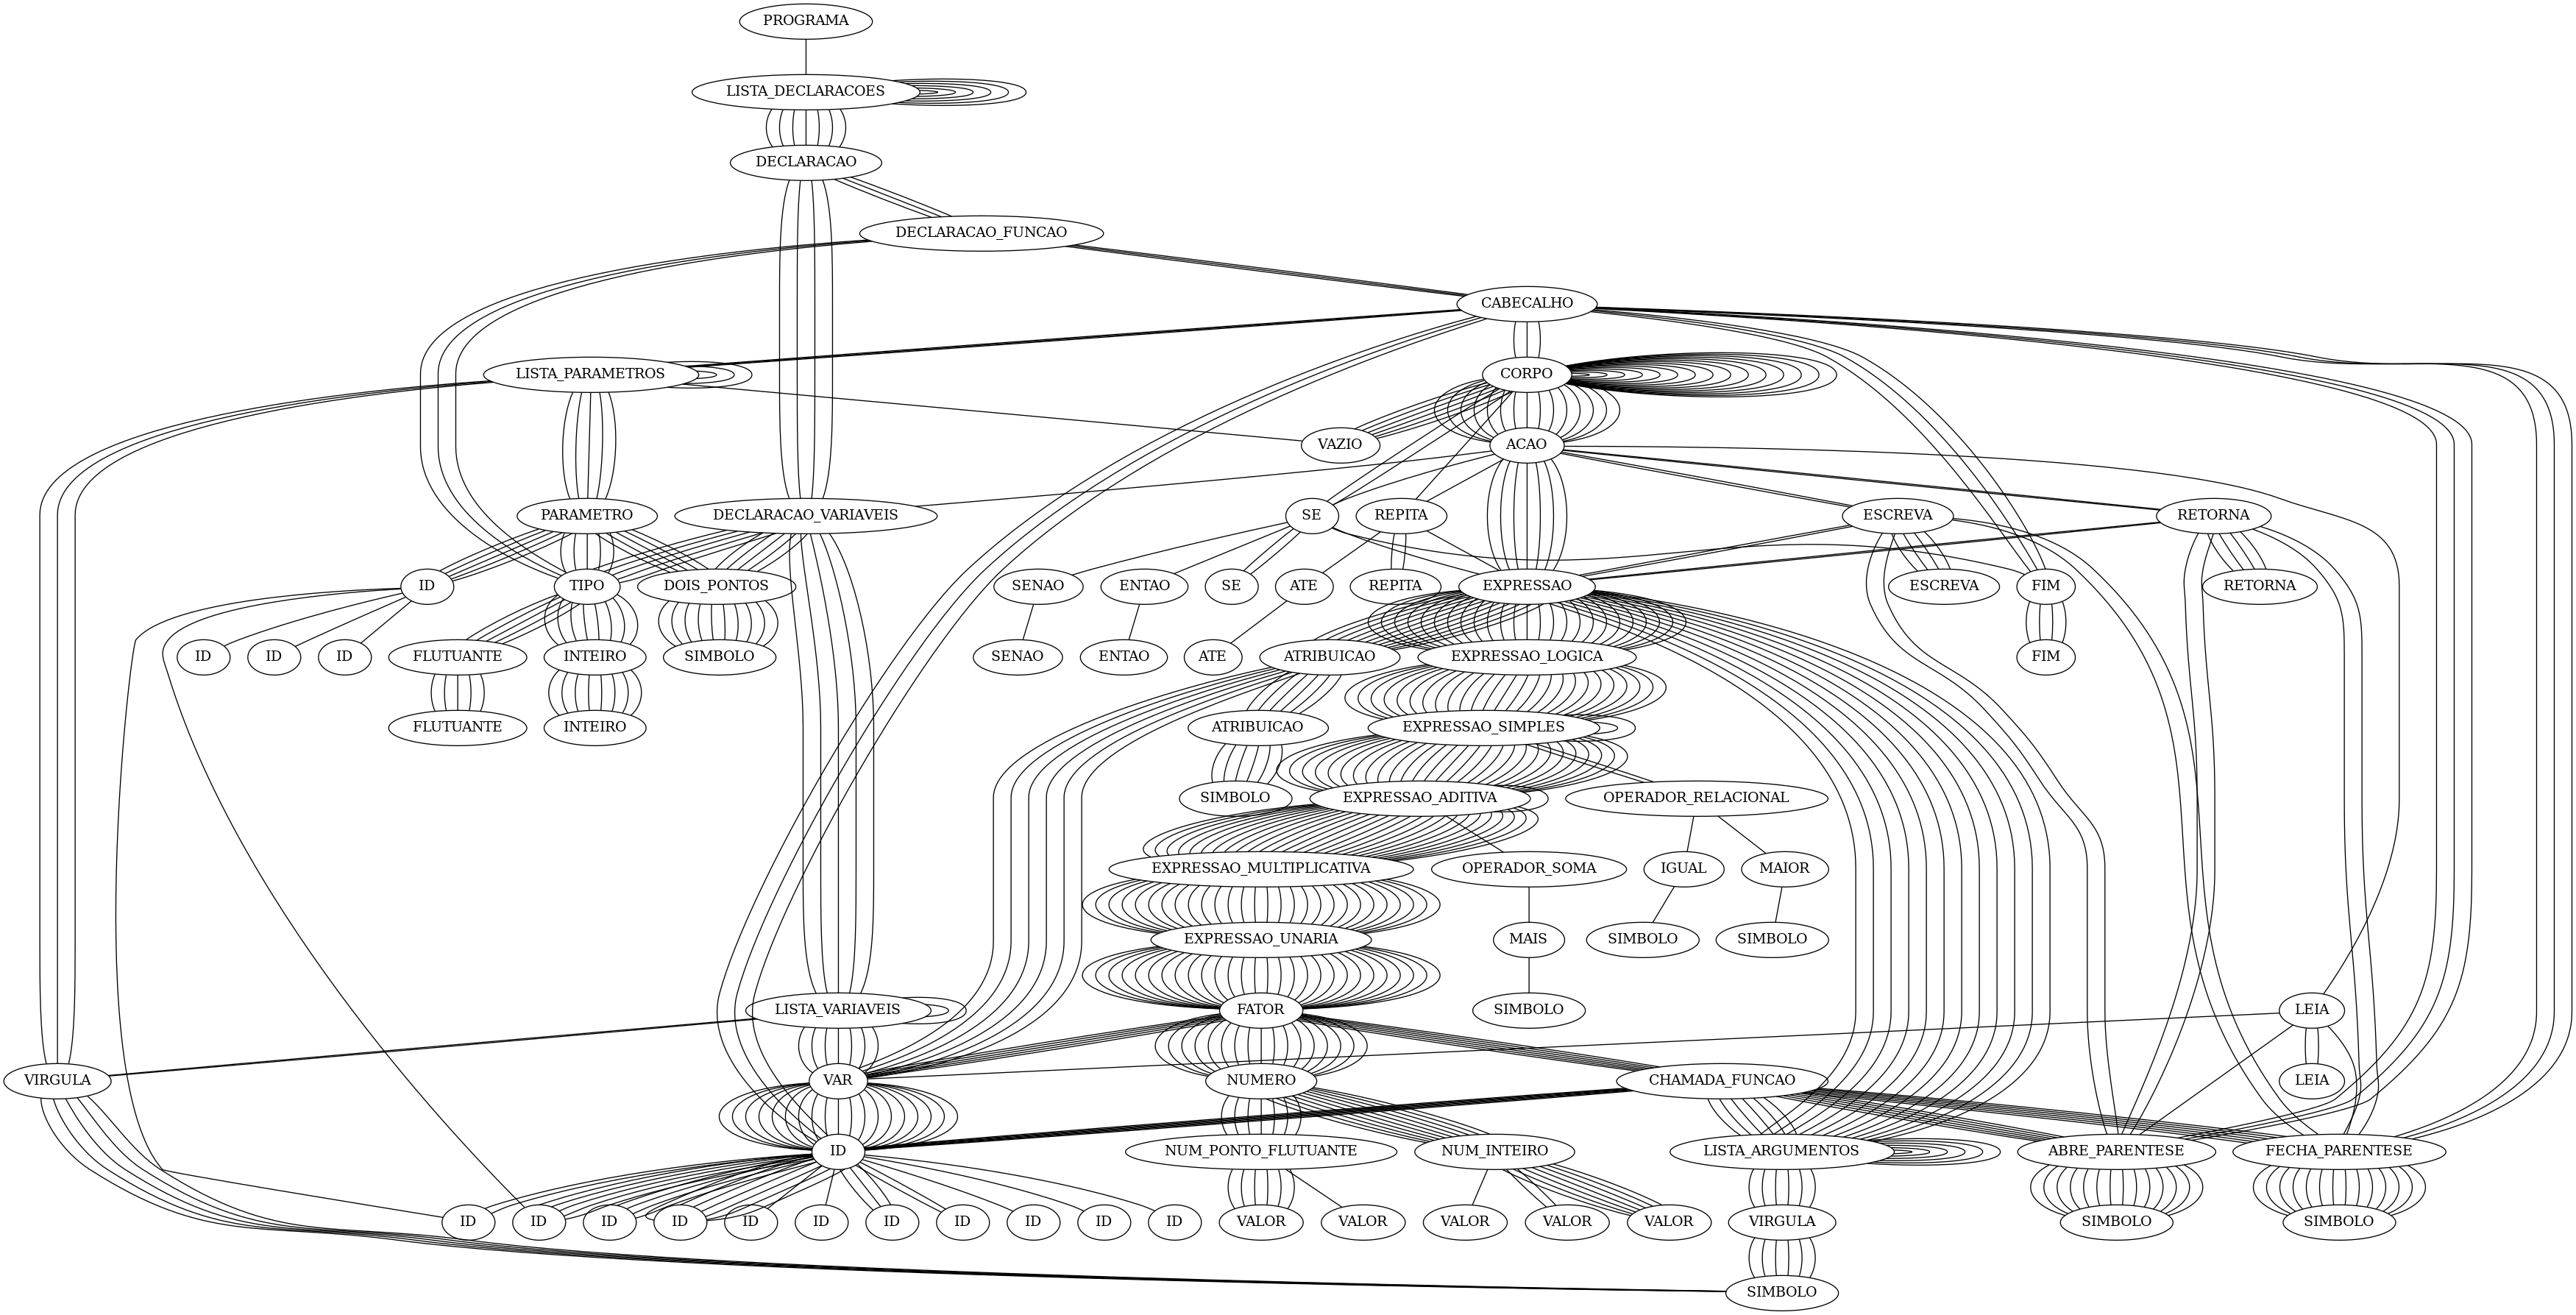 PROGRAMA
LISTA_DECLARACOES
DECLARACAO
DECLARACAO_FUNCAO
CABECALHO
LISTA_PARAMETROS CORPO
VAZIO ACAO
PARAMETRO DECLARACAO_VARIAVEIS SE REPITA ESCREVA RETORNA
ID TIPO DOIS_PONTOS SENAO ENTAO SE ATE REPITA EXPRESSAO ESCREVA FIM RETORNA
ID ID ID FLUTUANTE INTEIRO SIMBOLO SENAO ENTAO ATE ATRIBUICAO EXPRESSAO_LOGICA FIM
FLUTUANTE INTEIRO ATRIBUICAO EXPRESSAO_SIMPLES
SIMBOLO EXPRESSAO_ADITIVA OPERADOR_RELACIONAL
EXPRESSAO_MULTIPLICATIVA OPERADOR_SOMA IGUAL MAIOR
EXPRESSAO_UNARIA MAIS SIMBOLO SIMBOLO
LISTA_VARIAVEIS FATOR SIMBOLO LEIA
VIRGULA VAR NUMERO CHAMADA_FUNCAO LEIA
ID NUM_PONTO_FLUTUANTE NUM_INTEIRO LISTA_ARGUMENTOS ABRE_PARENTESE FECHA_PARENTESE
ID ID ID ID ID ID ID ID ID ID ID VALOR VALOR VALOR VALOR VALOR VIRGULA SIMBOLO SIMBOLO
SIMBOLO